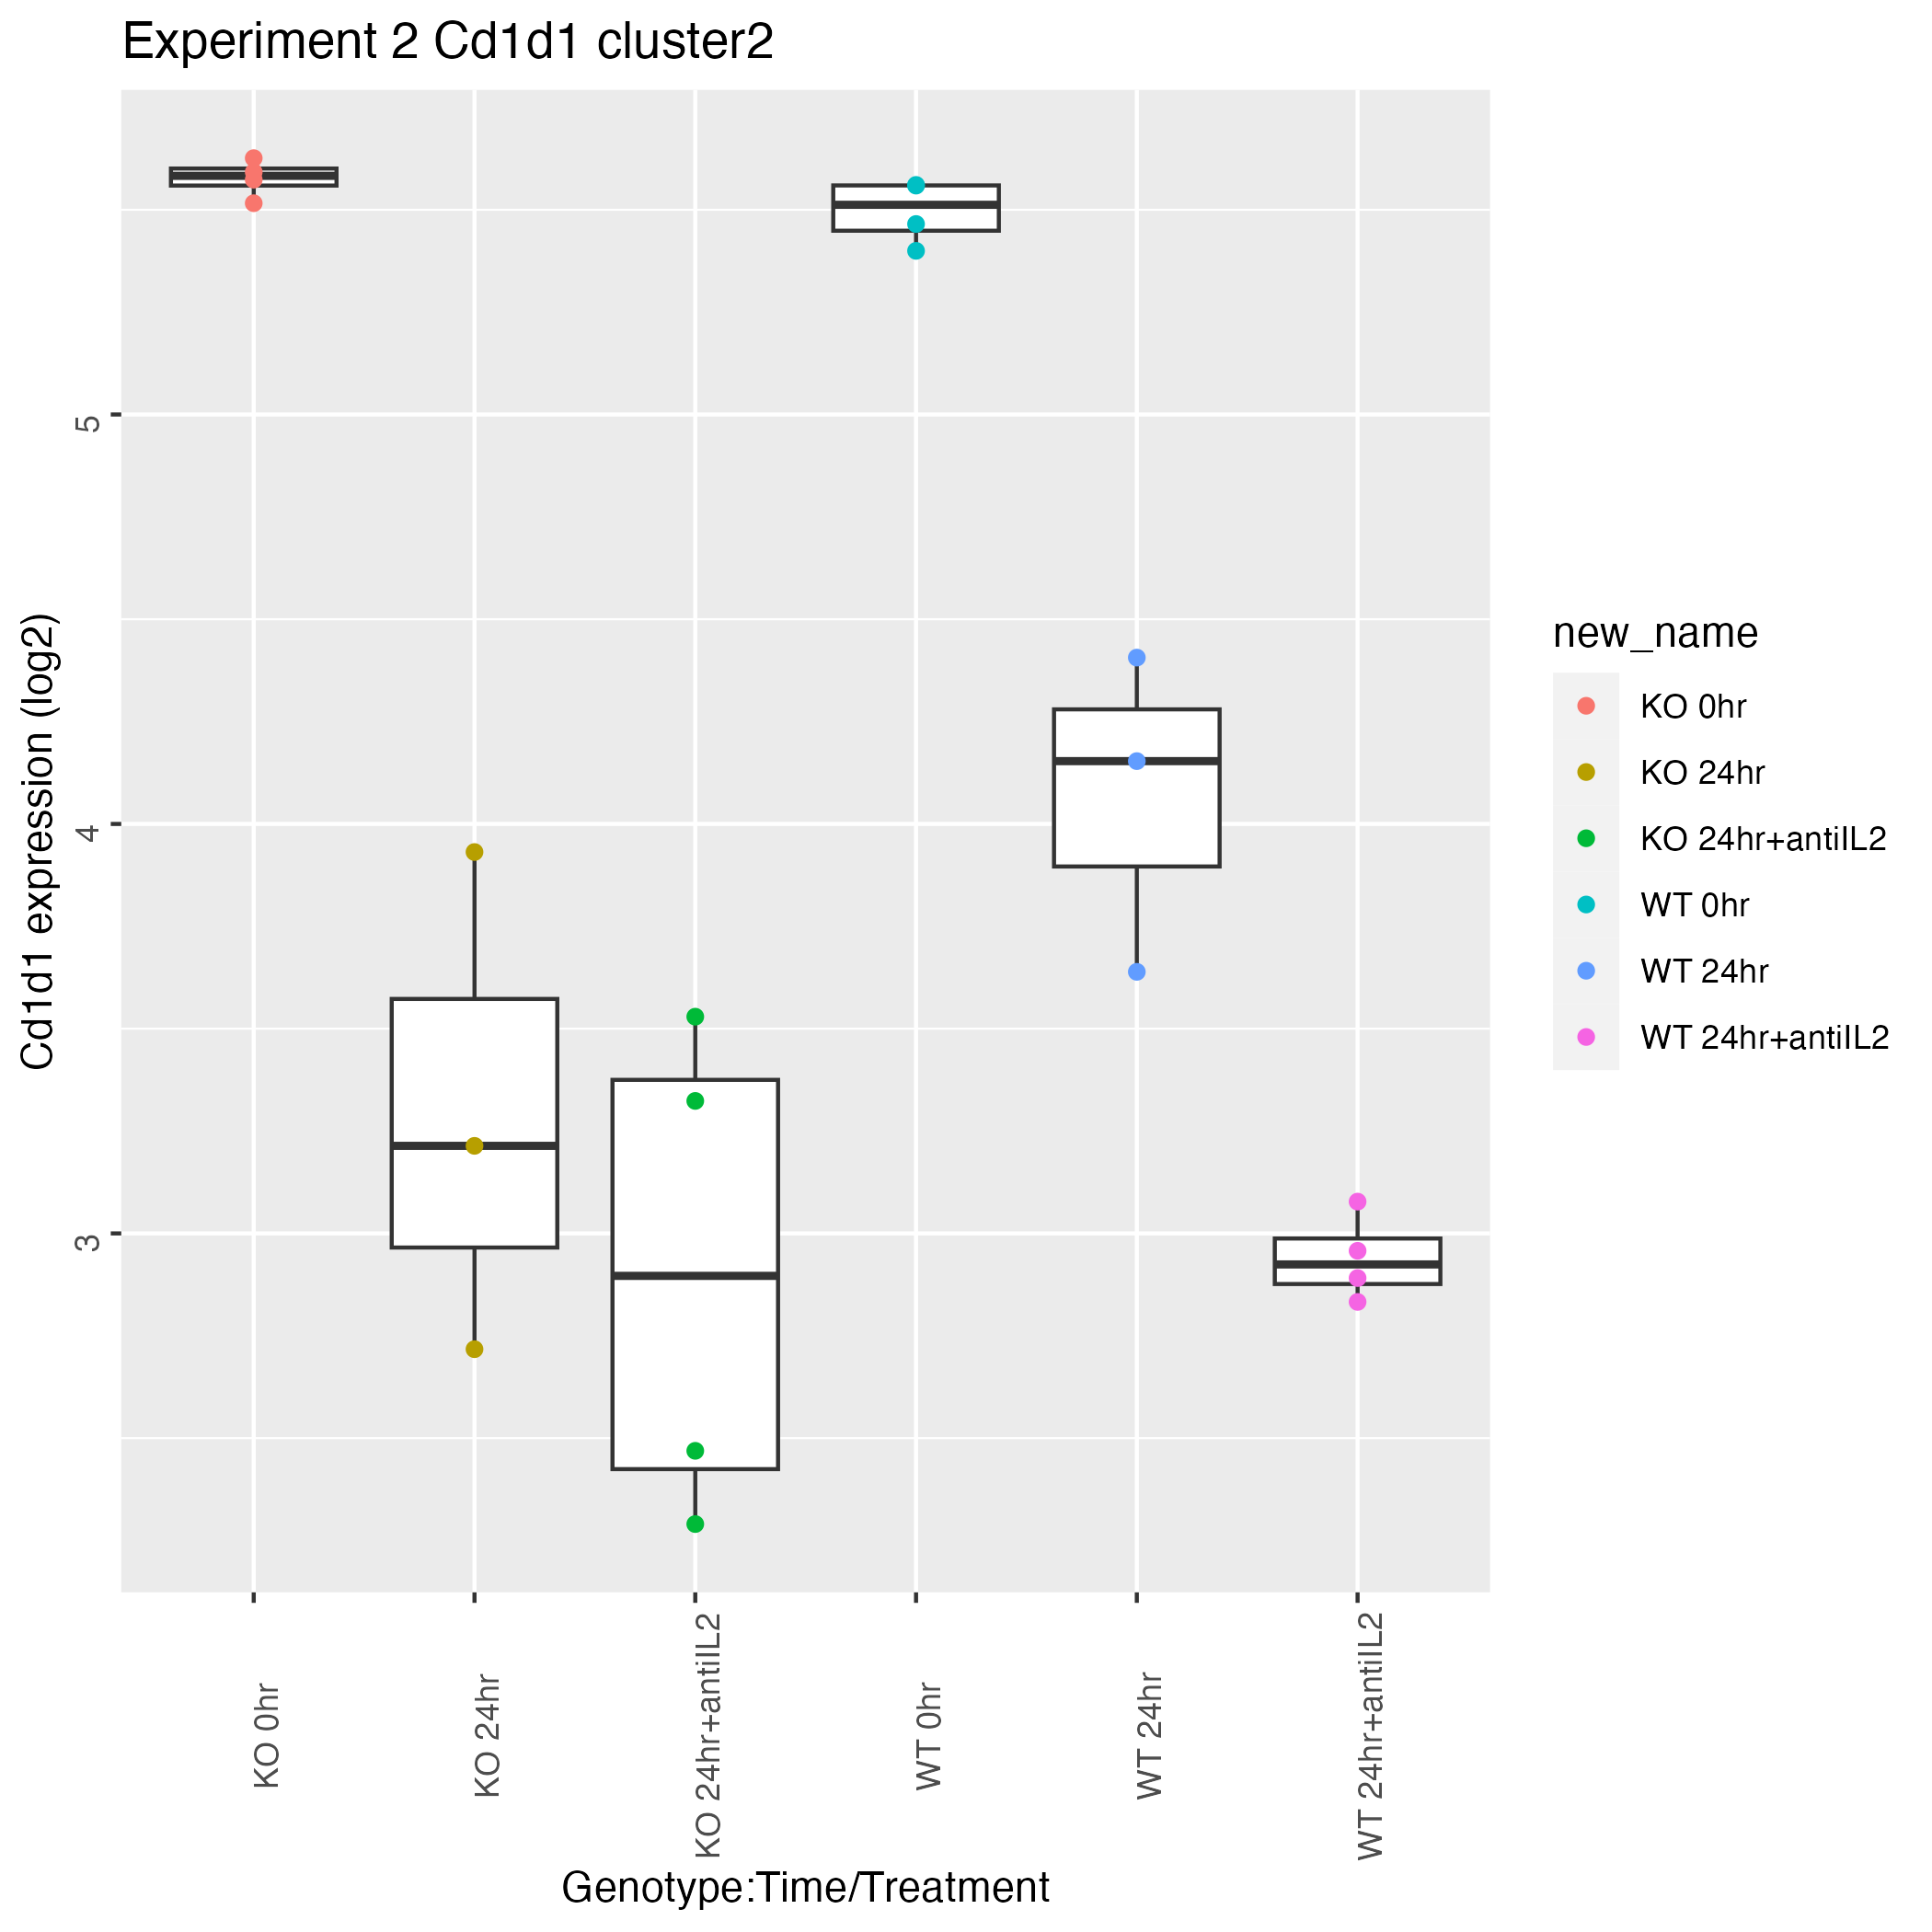 Experiment 2 Cd1d1 cluster2
Cd1d1 expression (log2)
5
4
3
KO 0hr
KO 24hr
KO 24hr+antiIL2
WT 0hr
WT 24hr
WT 24hr+antiIL2
Genotype:Time/Treatment
new_name
KO 0hr
KO 24hr
KO 24hr+antiIL2
WT 0hr
WT 24hr
WT 24hr+antiIL2